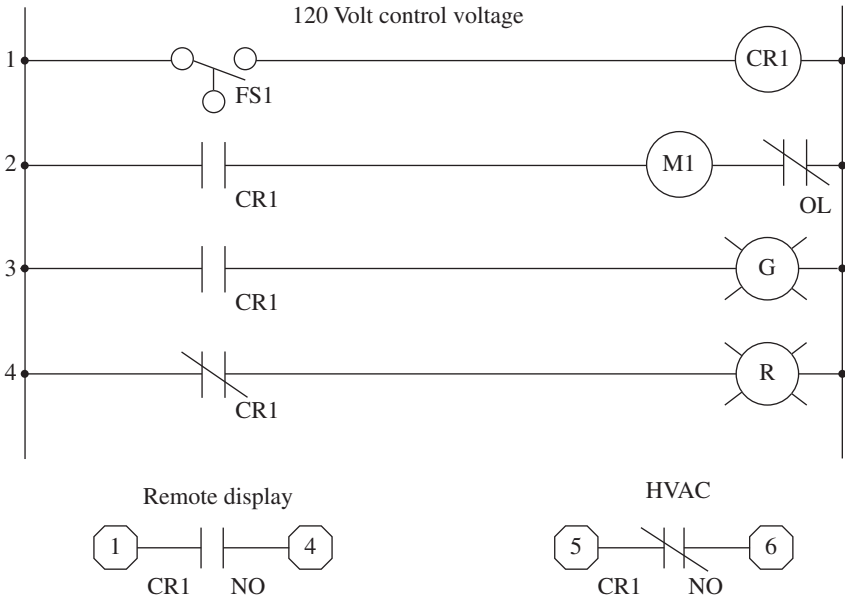 120 Volt control voltage
1 CR1
FS1
2 M1
CR1 OL
3 G
CR1
4 R
CR1
Remote display HVAC
1 4 5 6
CR1 NO CR1 NO